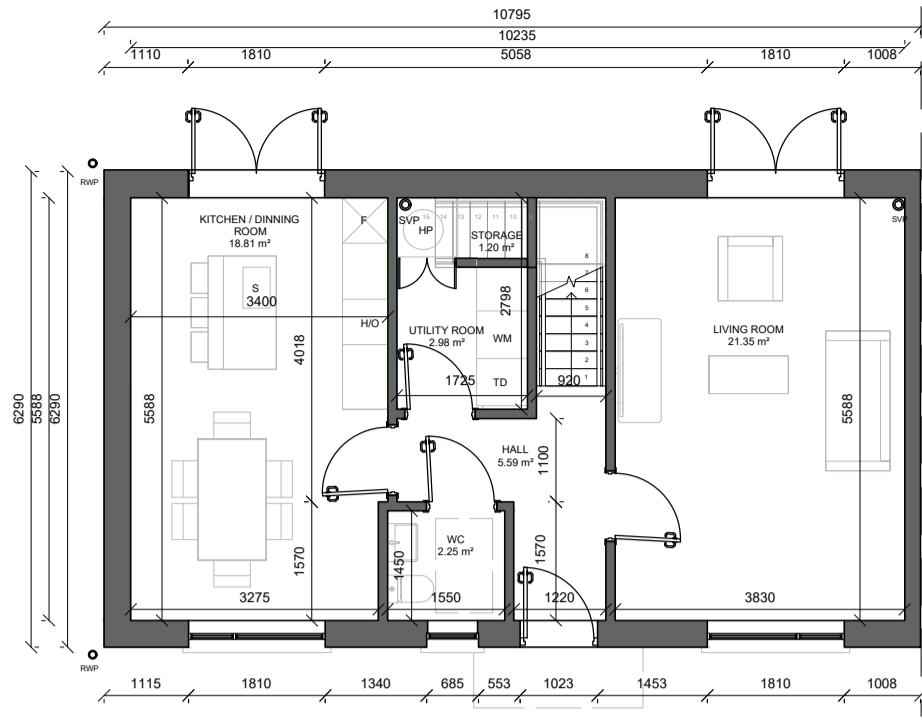 10795
10235
1110 1810 5058 1810 1008
RWP
KITCHEN / DINNING
ROOM
18.81 m²
F
SVP
HP
15 14 13 12 11 10
STORAGE
1.20 m²
SVP
8
7
6
5
4
3
2
1
S
3400
H/O
2798
UTILITY ROOM
2.98 m²
WM
TD
1725
920
LIVING ROOM
21.35 m²
4018
5588
6290
5588
6290
5588
HALL
5.59 m²
1100
WC
2.25 m²
1450
1570
1570
3275 1550 1220 3830
RWP
1115 1810 1340 685 553 1023 1453 1810 1008